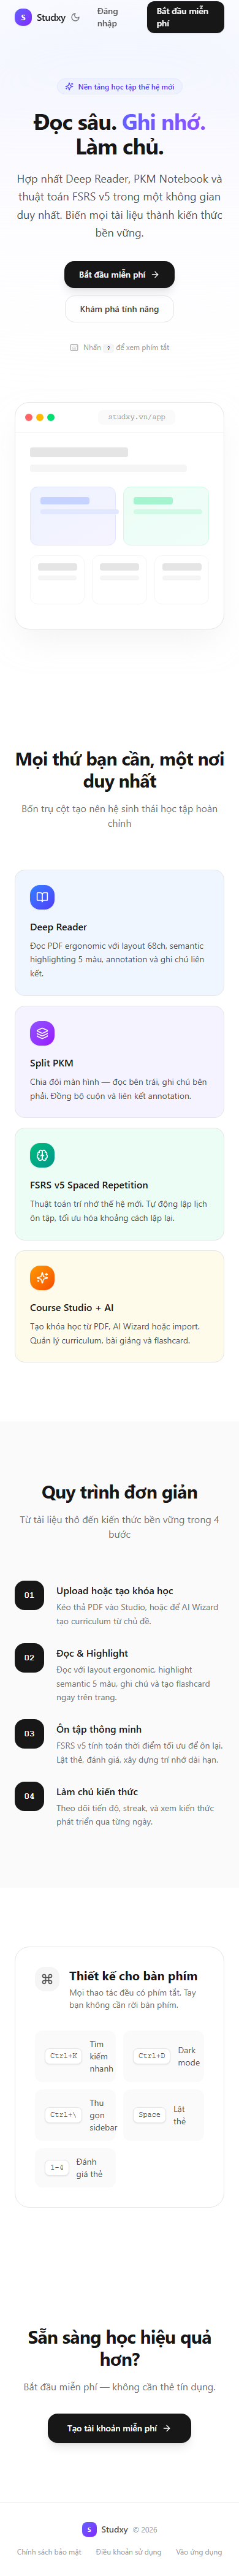 S Studxy
Đăng
nhập
Bắt đầu miễn
phí
Nền tảng học tập thế hệ mới
Đọc sâu. Ghi nhớ.
Làm chủ.
Hợp nhất Deep Reader, PKM Notebook và
thuật toán FSRS v5 trong một không gian
duy nhất. Biến mọi tài liệu thành kiến thức
bền vững.
Bắt đầu miễn phí →
Khám phá tính năng
Nhấn ? để xem phím tắt
studxy.vn/app
Mọi thứ bạn cần, một nơi
duy nhất
Bốn trụ cột tạo nên hệ sinh thái học tập hoàn
chỉnh
Deep Reader
Đọc PDF ergonomic với layout 68ch, semantic
highlighting 5 màu, annotation và ghi chú liên
kết.
Split PKM
Chia đôi màn hình — đọc bên trái, ghi chú bên
phải. Đồng bộ cuộn và liên kết annotation.
FSRS v5 Spaced Repetition
Thuật toán trí nhớ thế hệ mới. Tự động lập lịch
ôn tập, tối ưu hóa khoảng cách lặp lại.
Course Studio + AI
Tạo khóa học từ PDF, AI Wizard hoặc import.
Quản lý curriculum, bài giảng và flashcard.
Quy trình đơn giản
Từ tài liệu thô đến kiến thức bền vững trong 4
bước
01
Upload hoặc tạo khóa học
Kéo thả PDF vào Studio, hoặc để AI Wizard
tạo curriculum từ chủ đề.
02
Đọc & Highlight
Đọc với layout ergonomic, highlight
semantic 5 màu, ghi chú và tạo flashcard
ngay trên trang.
03
Ôn tập thông minh
FSRS v5 tính toán thời điểm tối ưu để ôn lại.
Lật thẻ, đánh giá, xây dựng trí nhớ dài hạn.
04
Làm chủ kiến thức
Theo dõi tiến độ, streak, và xem kiến thức
phát triển qua từng ngày.
Thiết kế cho bàn phím
Mọi thao tác đều có phím tắt. Tay
bạn không cần rời bàn phím.
Ctrl+K
Tìm
kiếm
nhanh
Ctrl+D
Dark
mode
Ctrl+\
Thu
gọn
sidebar
Space
Lật
thẻ
1-4
Đánh
giá thẻ
Sẵn sàng học hiệu quả
hơn?
Bắt đầu miễn phí — không cần thẻ tín dụng.
Tạo tài khoản miễn phí →
S Studxy © 2026
Chính sách bảo mật Điều khoản sử dụng Vào ứng dụng